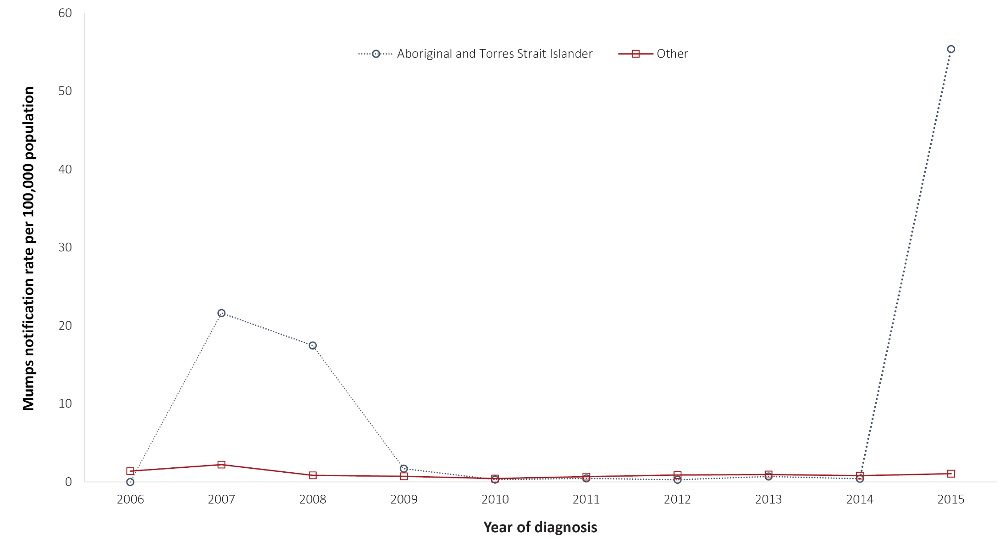 Mumps notification rate per 100,000 population
60
50
40
30
20
10
0
Aboriginal and Torres Strait Islander
Other
2006 2007 2008 2009 2010 2011 2012 2013 2014 2015
Year of diagnosis